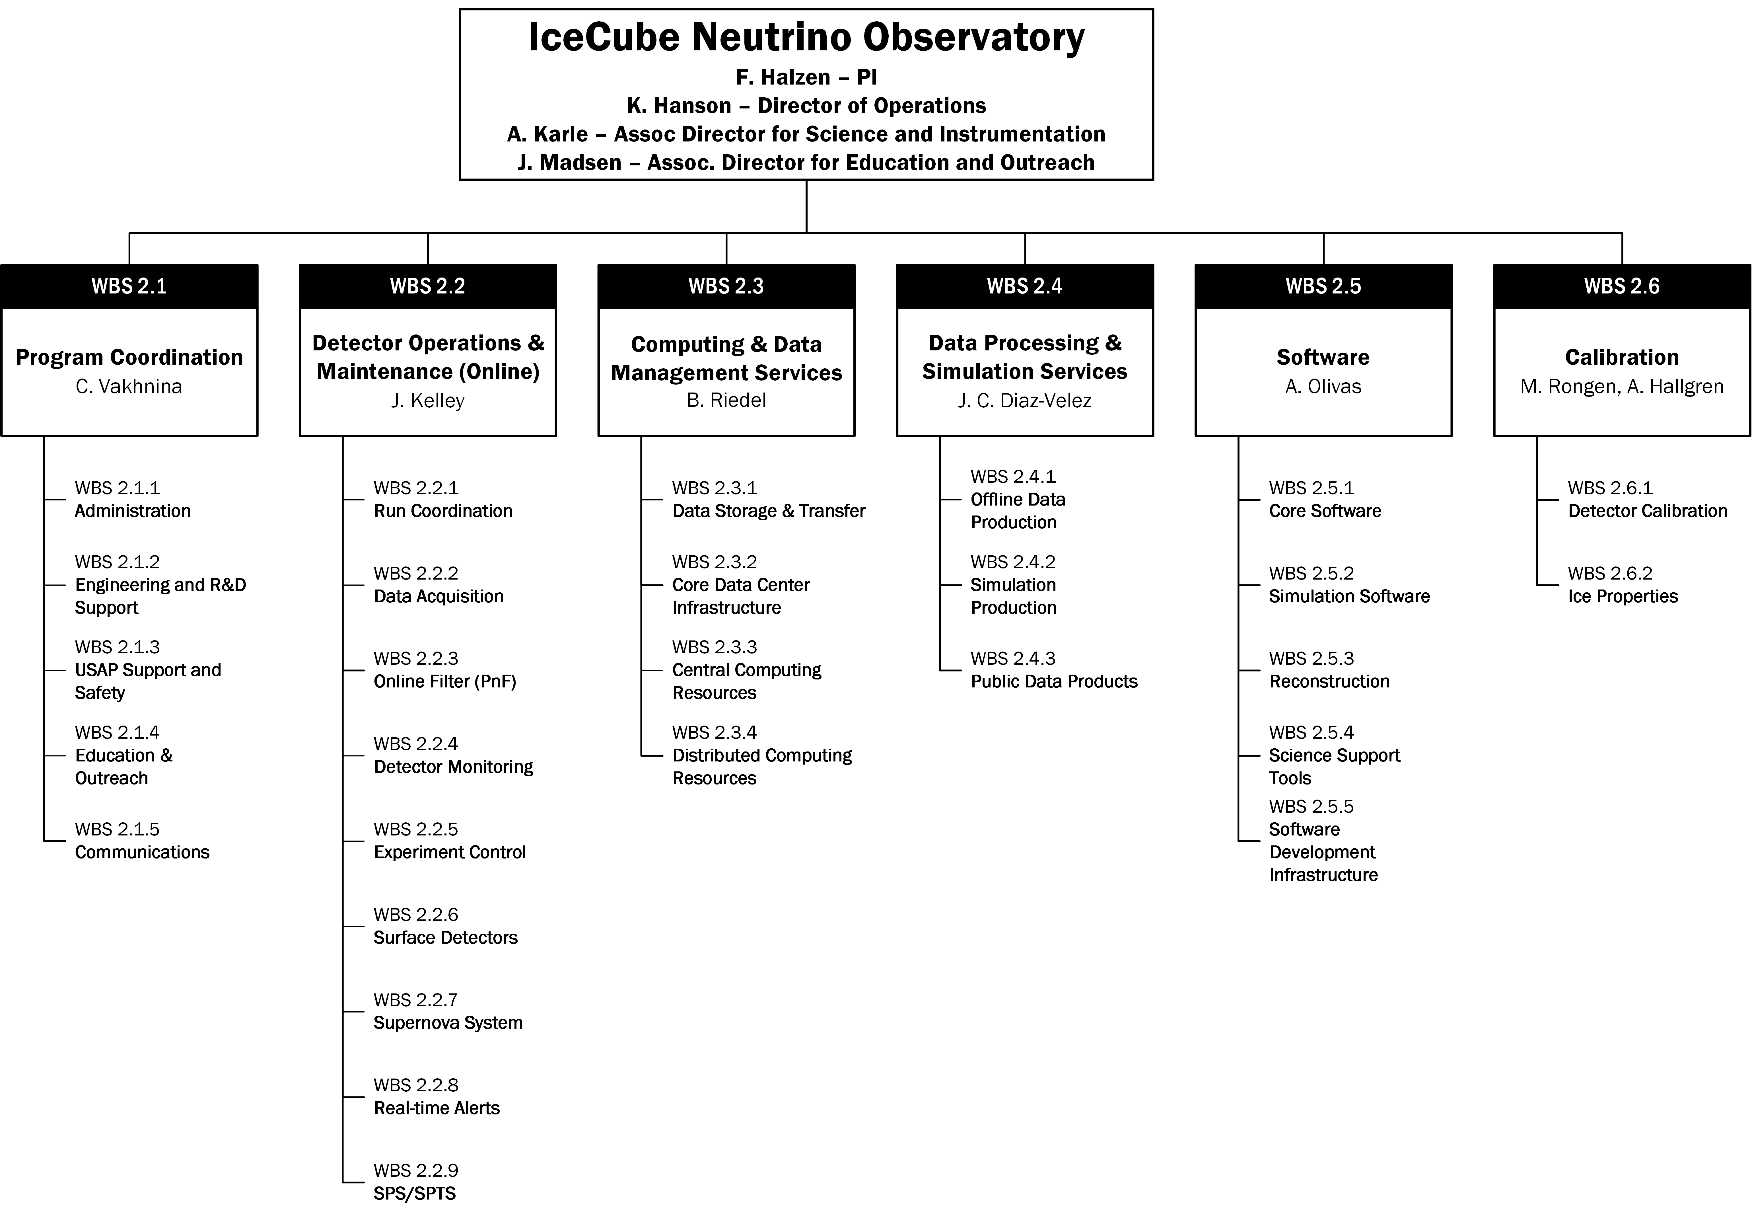 IceCube Neutrino Observatory
F. Halzen – PI
K. Hanson – Director of Operations
A. Karle – Assoc Director for Science and Instrumentation
J. Madsen – Assoc. Director for Education and Outreach
WBS 2.1
Program Coordination
C. Vakhnina
WBS 2.1.1
Administration
WBS 2.1.2
Engineering and R&D
Support
WBS 2.1.3
USAP Support and
Safety
WBS 2.1.4
Education &
Outreach
WBS 2.1.5
Communications
WBS 2.2
Detector Operations &
Maintenance (Online)
J. Kelley
WBS 2.2.1
Run Coordination
WBS 2.2.2
Data Acquisition
WBS 2.2.3
Online Filter (PnF)
WBS 2.2.4
Detector Monitoring
WBS 2.2.5
Experiment Control
WBS 2.2.6
Surface Detectors
WBS 2.2.7
Supernova System
WBS 2.2.8
Real-time Alerts
WBS 2.2.9
SPS/SPTS
WBS 2.3
Computing & Data
Management Services
B. Riedel
WBS 2.3.1
Data Storage & Transfer
WBS 2.3.2
Core Data Center
Infrastructure
WBS 2.3.3
Central Computing
Resources
WBS 2.3.4
Distributed Computing
Resources
WBS 2.4
Data Processing &
Simulation Services
J. C. Diaz-Velez
WBS 2.4.1
Offline Data
Production
WBS 2.4.2
Simulation
Production
WBS 2.4.3
Public Data Products
WBS 2.5
Software
A. Olivas
WBS 2.5.1
Core Software
WBS 2.5.2
Simulation Software
WBS 2.5.3
Reconstruction
WBS 2.5.4
Science Support
Tools
WBS 2.5.5
Software
Development
Infrastructure
WBS 2.6
Calibration
M. Rongen, A. Hallgren
WBS 2.6.1
Detector Calibration
WBS 2.6.2
Ice Properties